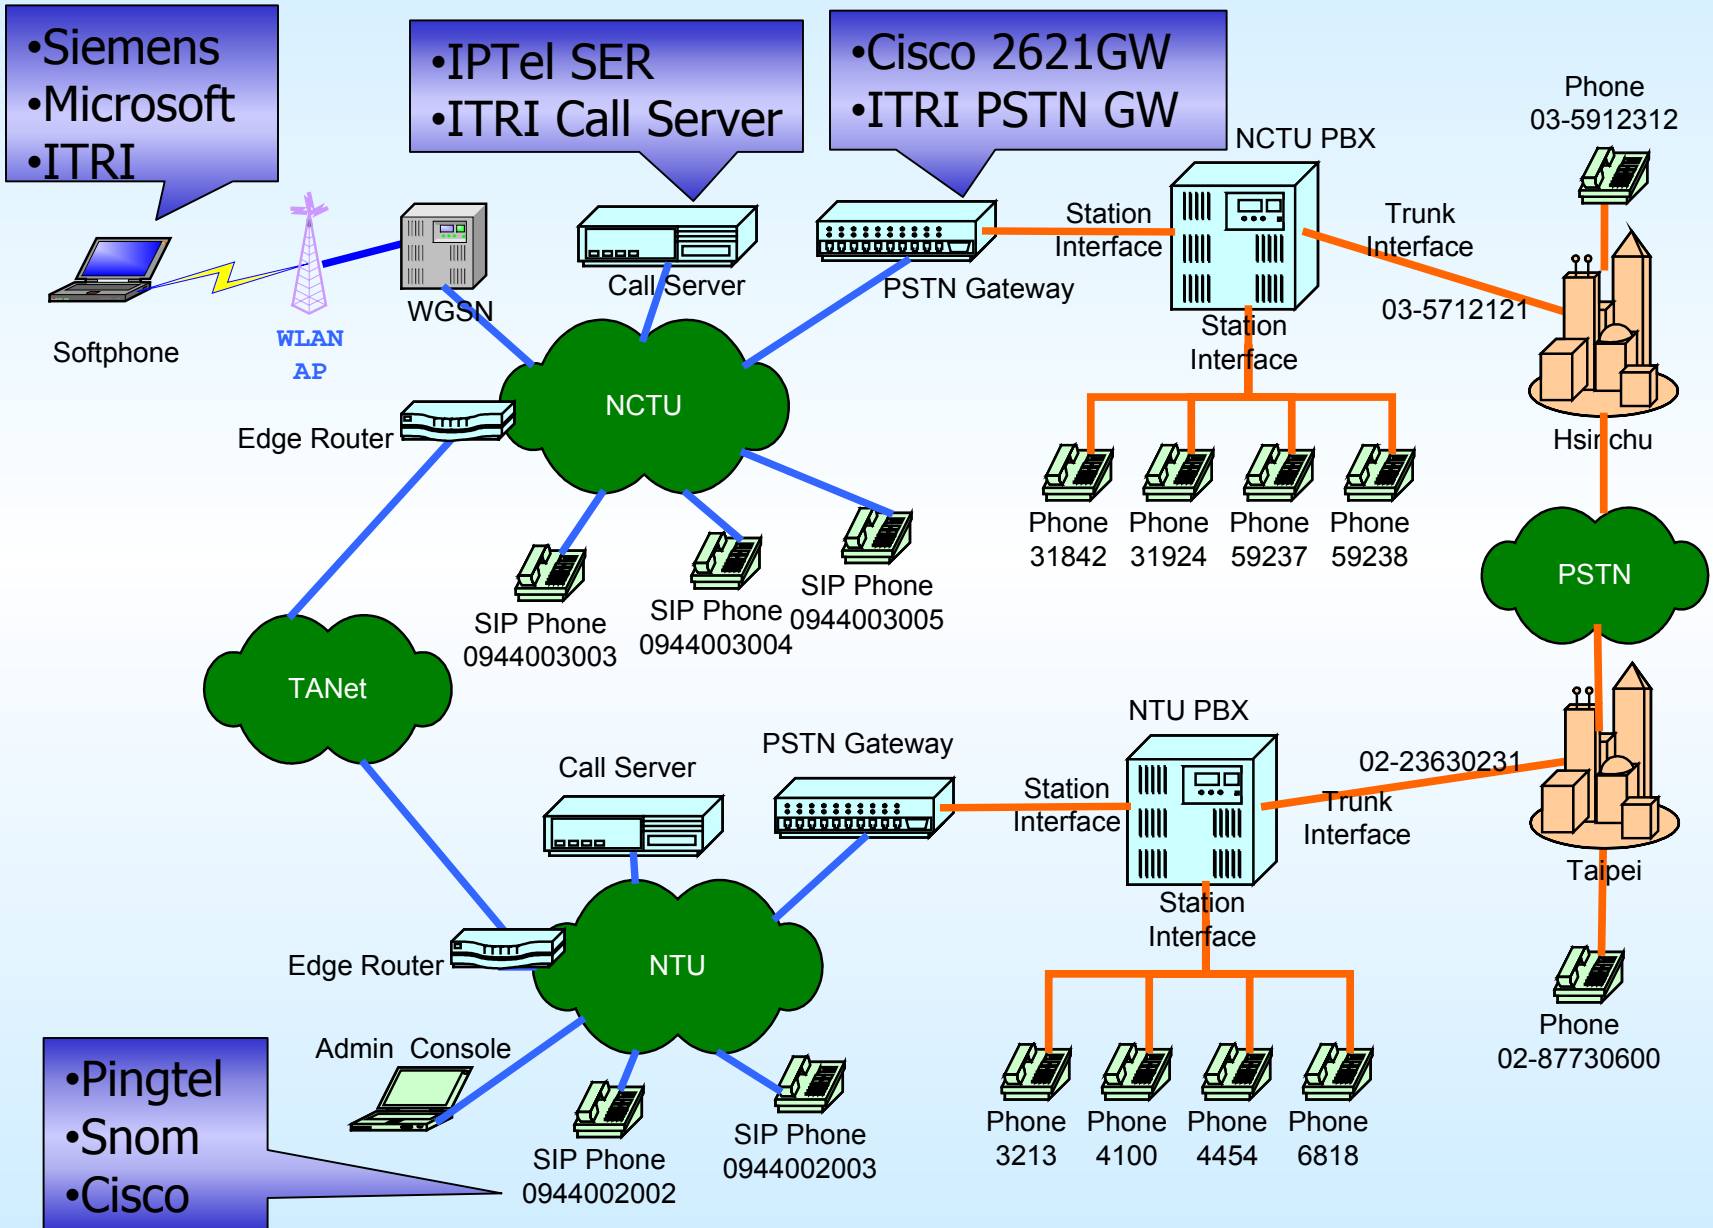 •Siemens
•Microsoft
•ITRI
•IPTel SER
•ITRI Call Server
•Cisco 2621GW
•ITRI PSTN GW
Phone
03-5912312
NCTU PBX
Station
Interface
Trunk
Interface
Call Server
PSTN Gateway
WGSN
03-5712121
Softphone
WLAN
AP
Station
Interface
NCTU
Edge Router
Hsinchu
Phone
31842
Phone
31924
Phone
59237
Phone
59238
PSTN
SIP Phone
0944003003
SIP Phone
0944003004
SIP Phone
0944003005
TANet
NTU PBX
PSTN Gateway
Call Server
Station
Interface
02-23630231
Trunk
Interface
Taipei
Station
Interface
Edge Router
NTU
Phone
02-87730600
Admin Console
•Pingtel
•Snom
•Cisco
SIP Phone
0944002002
SIP Phone
0944002003
Phone
3213
Phone
4100
Phone
4454
Phone
6818